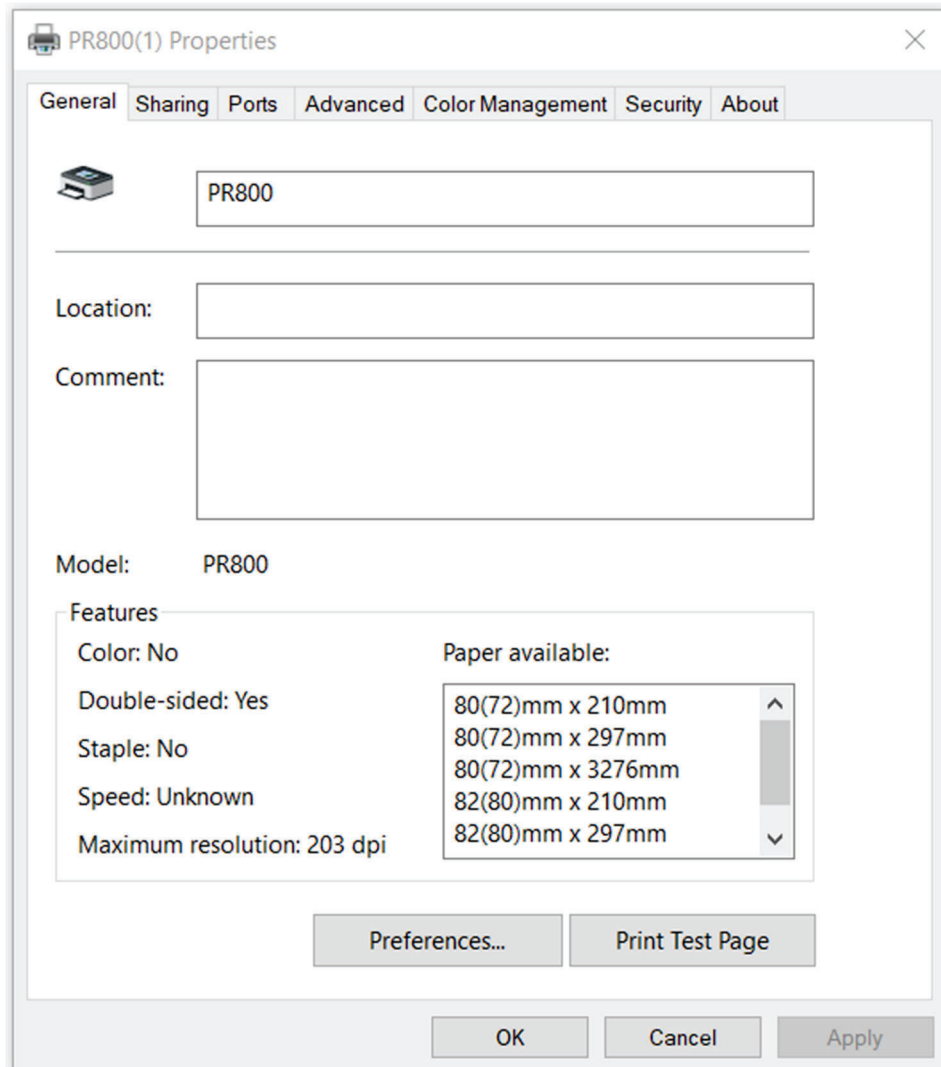 PR800(1) Properties
General Sharing Ports Advanced Color Management Security About
PR800
Location:
Comment:
Model: PR800
Features
Color: No
Paper available:
Double-sided: Yes
Staple: No
Speed: Unknown
Maximum resolution: 203 dpi
80(72)mm x 210mm
80(72)mm x 297mm
80(72)mm x 3276mm
82(80)mm x 210mm
82(80)mm x 297mm
Preferences... Print Test Page
OK Cancel Apply